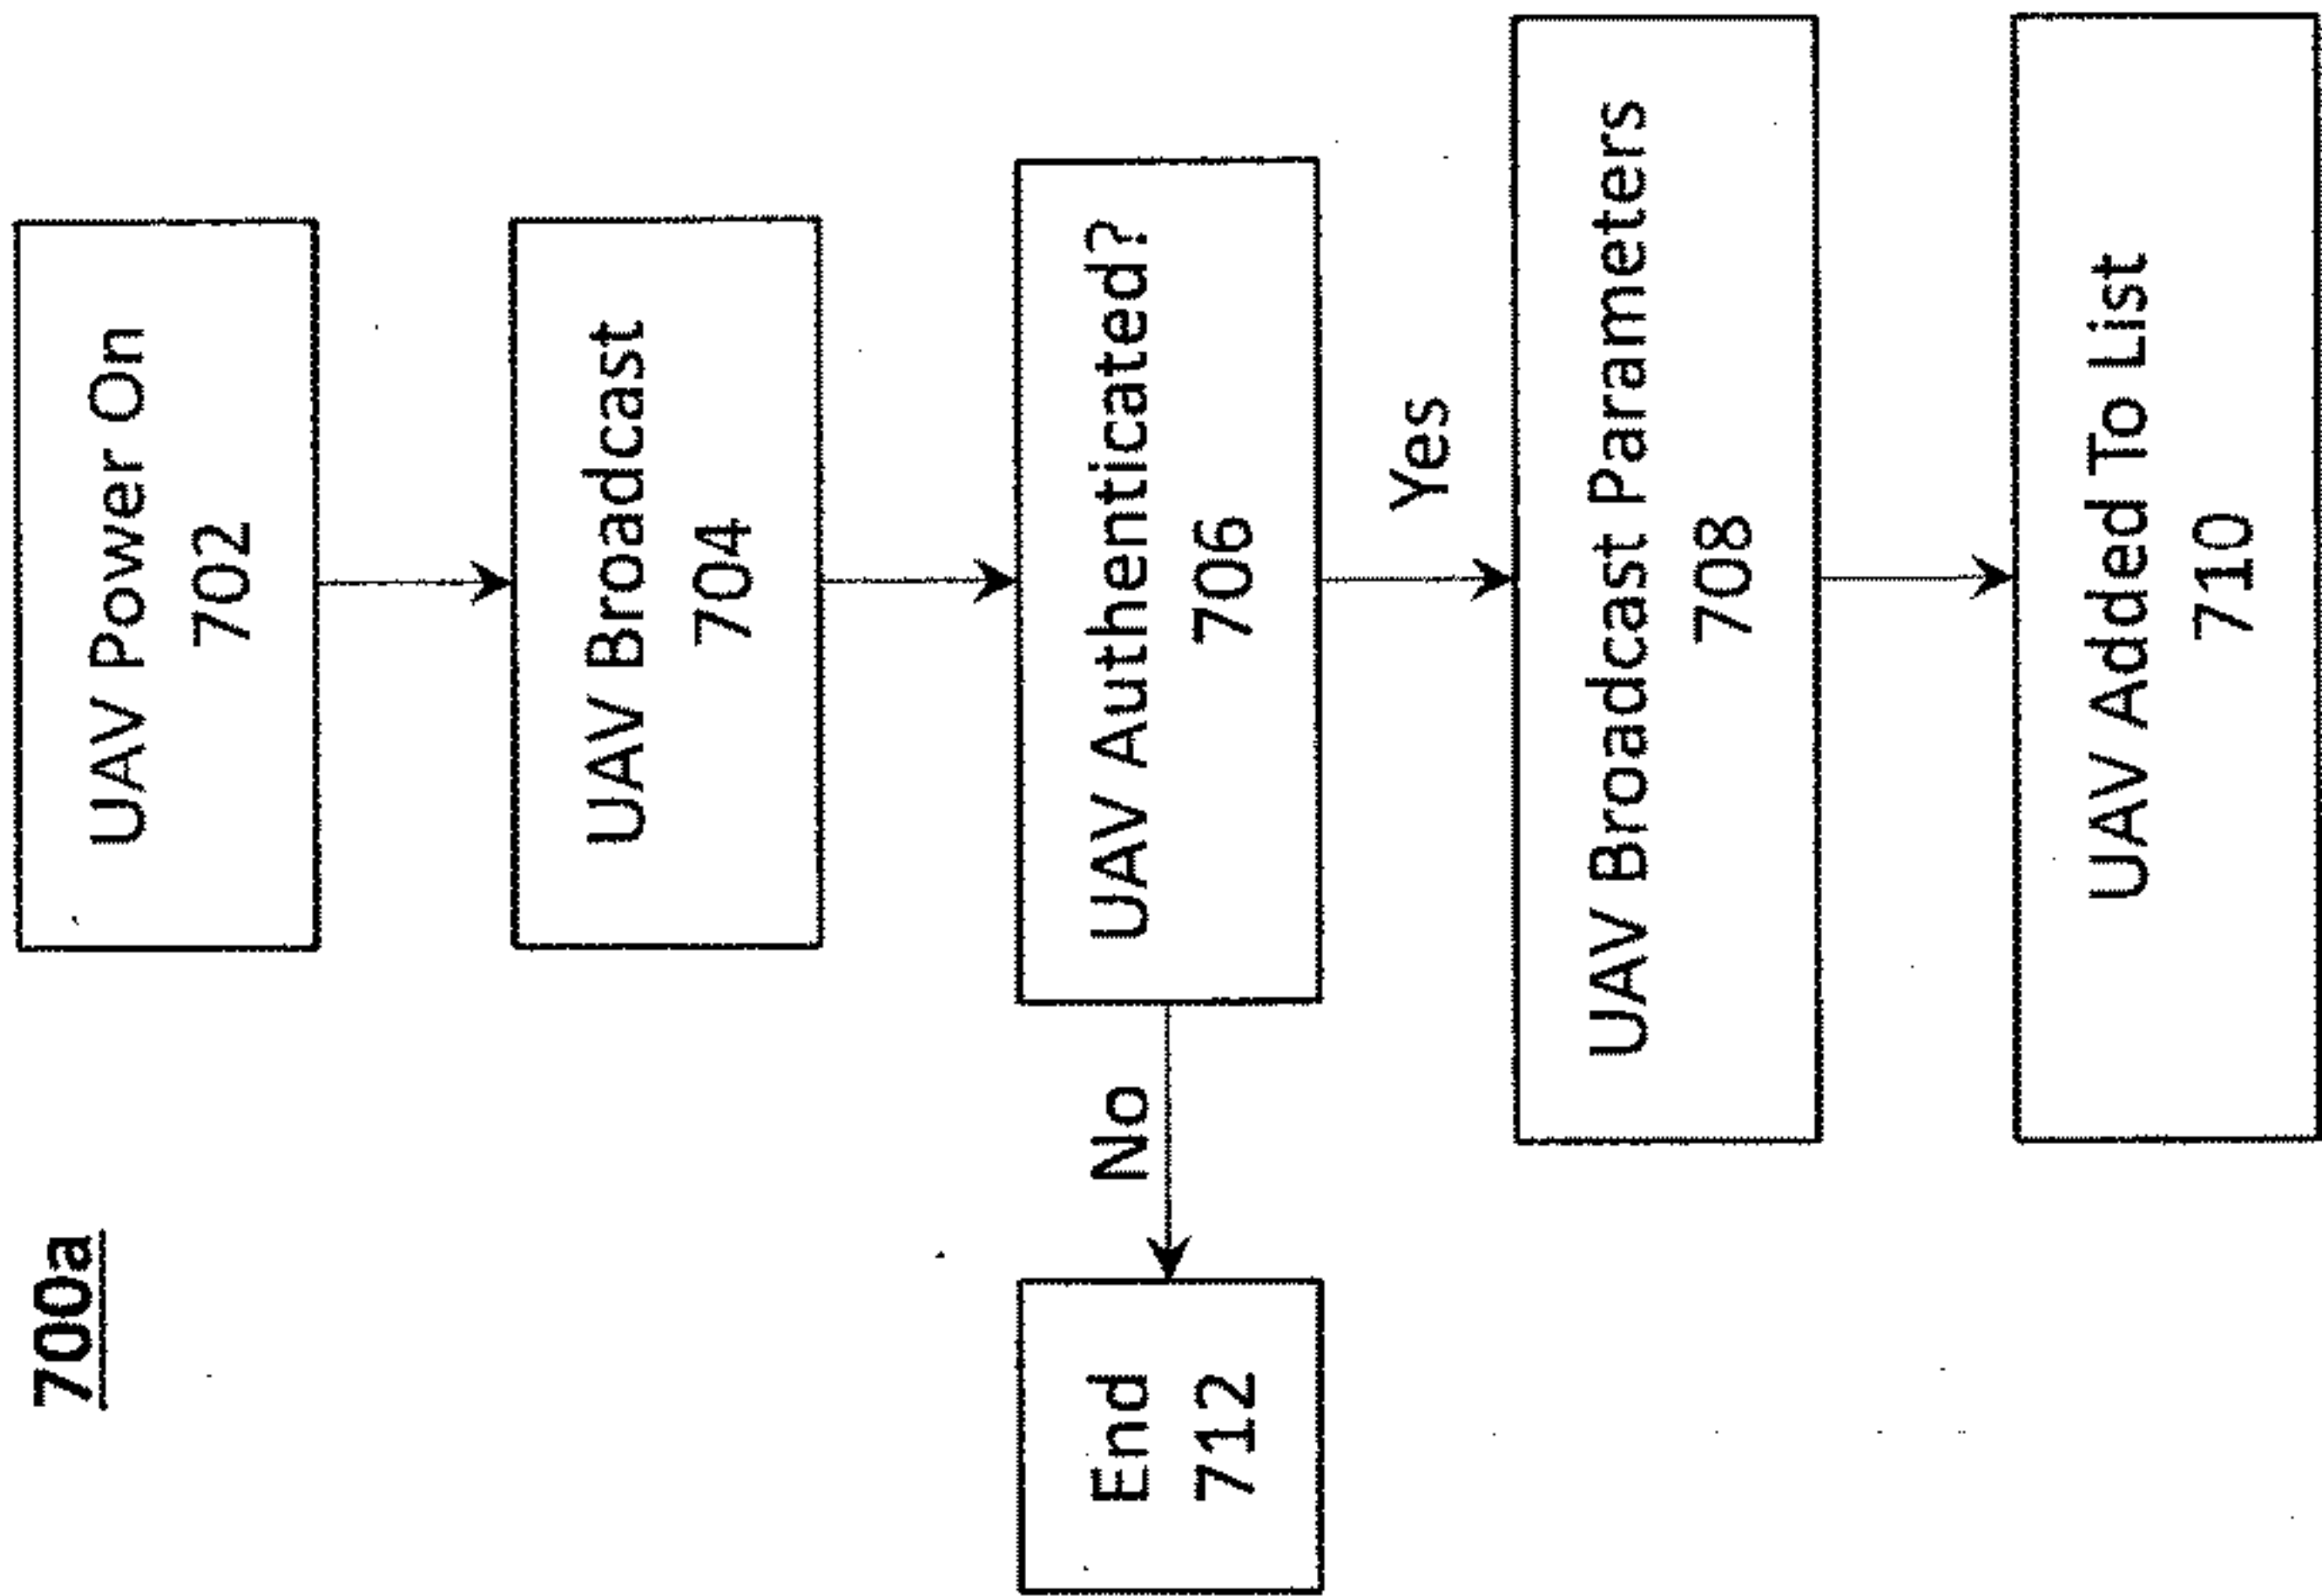 700a
UAV Power On
702
UAV Broadcast
704
UAV Authenticated?
706
No
End
712
Yes
UAV Broadcast Parameters
708
UAV Added To List
710